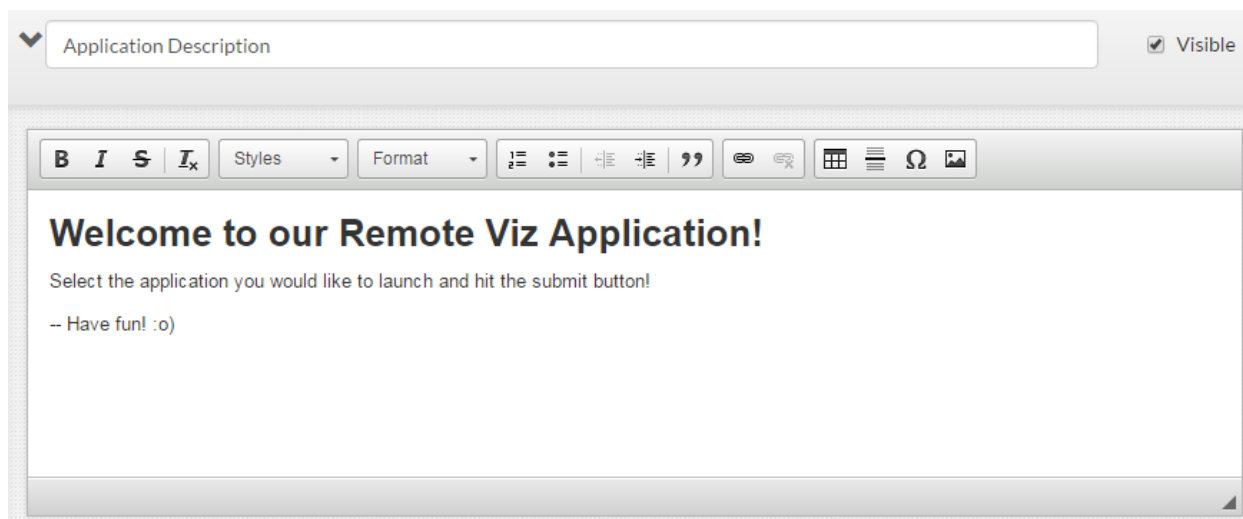 Application Description
Visible
B I S Tx Styles Format Ω
Welcome to our Remote Viz Application!
Select the application you would like to launch and hit the submit button!
-- Have fun! :o)